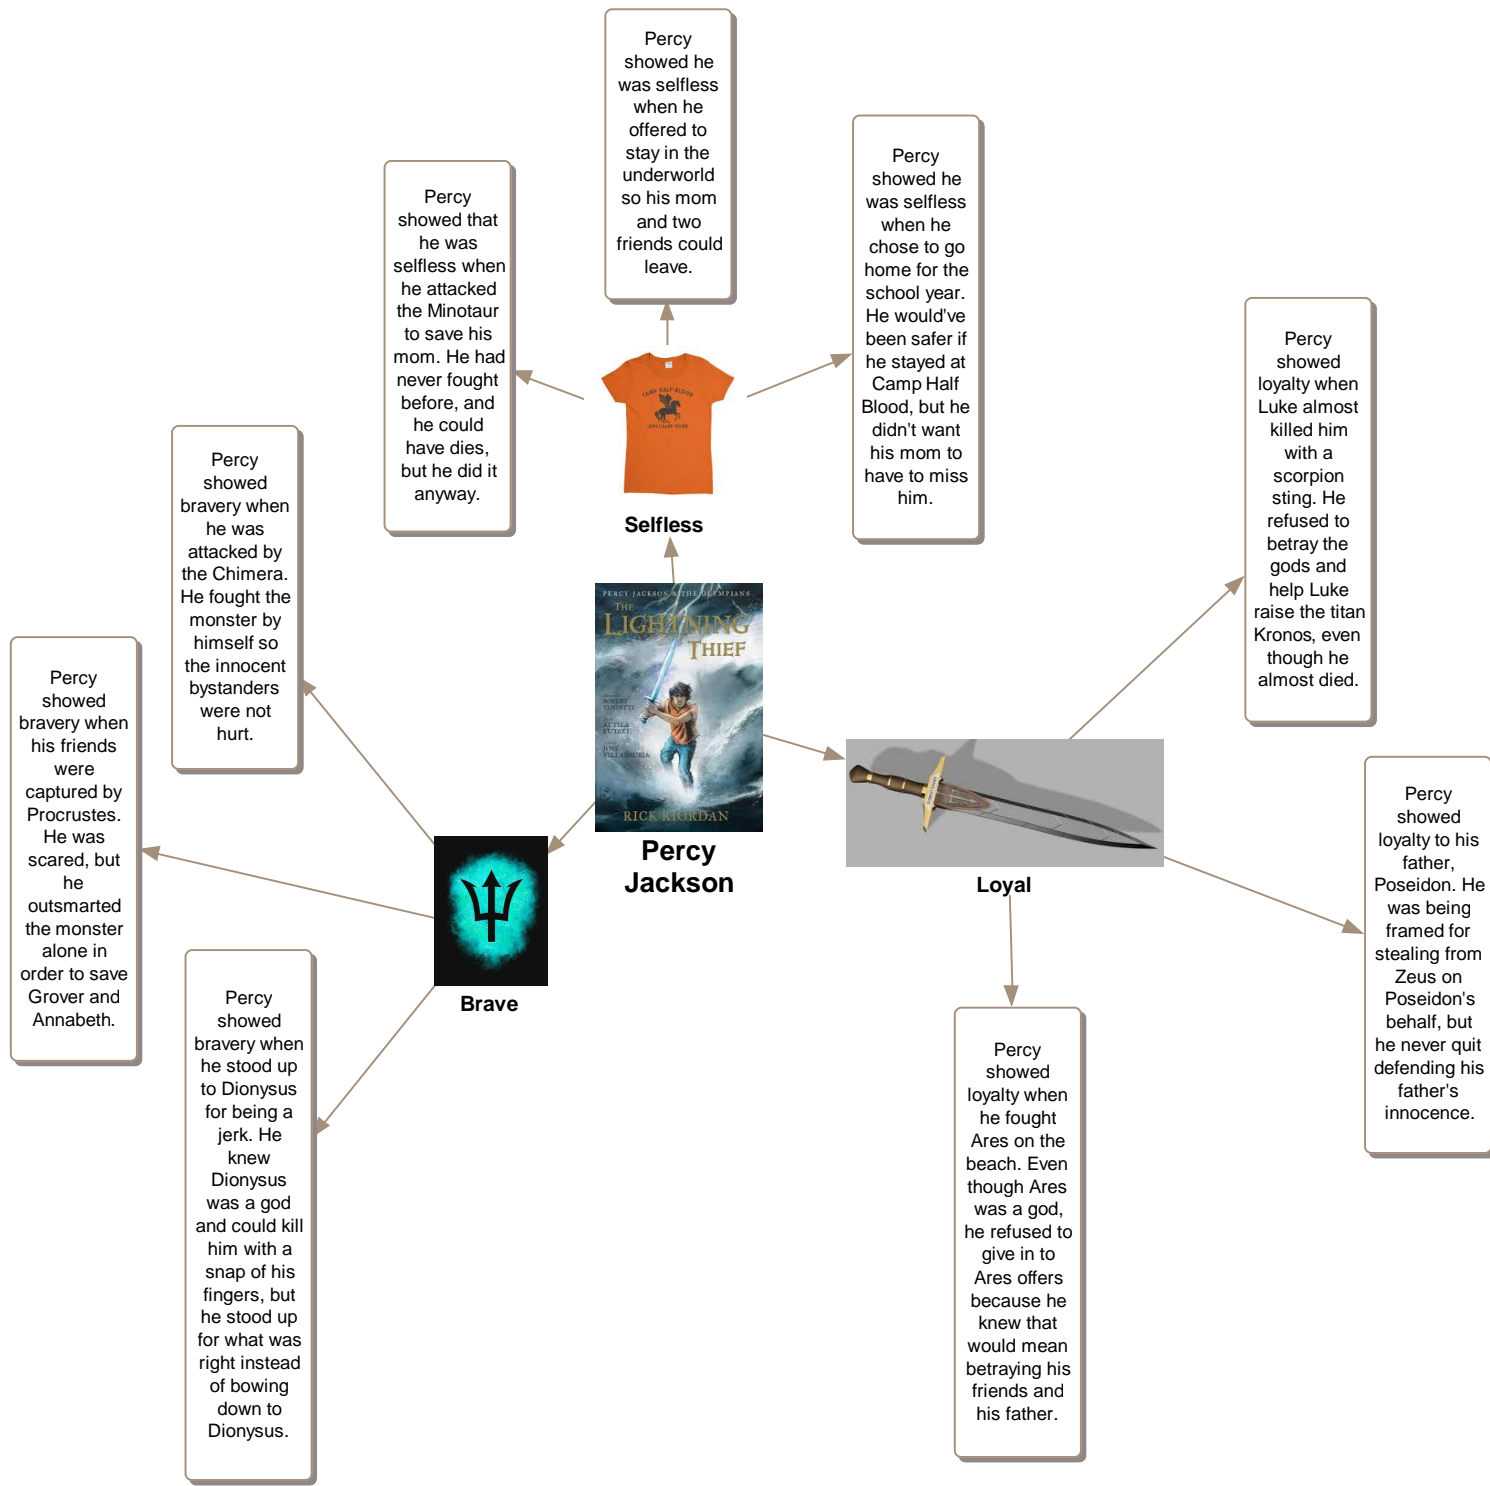 Percy
showed he
was selfless
when he
offered to
stay in the
underworld
so his mom
and two
friends could
leave.
Percy
showed that
he was
selfless when
he attacked
the Minotaur
to save his
mom. He had
never fought
before, and
he could
have dies,
but he did it
anyway.
Percy
showed he
was selfless
when he
chose to go
home for the
school year.
He would've
been safer if
he stayed at
Camp Half
Blood, but he
didn't want
his mom to
have to miss
him.
CAMP HALF-BLOOD
LONG ISLAND SOUND
Selfless
Percy
showed
loyalty when
Luke almost
killed him
with a
scorpion
sting. He
refused to
betray the
gods and
help Luke
raise the titan
Kronos, even
though he
almost died.
Percy
showed
bravery when
he was
attacked by
the Chimera.
He fought the
monster by
himself so
the innocent
bystanders
were not
hurt.
PERCY JACKSON & THE OLYMPIANS
THE
LIGHTNING
THIEF
ROBERT
VENDITTI
ATTILA
FUTAKI
JOSE
VILLARRUBIA
RICK RIORDAN
Percy
Jackson
Percy
showed
bravery when
his friends
were
captured by
Procrustes.
He was
scared, but
he
outsmarted
the monster
alone in
order to save
Grover and
Annabeth.
Loyal
Percy
showed
loyalty to his
father,
Poseidon. He
was being
framed for
stealing from
Zeus on
Poseidon's
behalf, but
he never quit
defending his
father's
innocence.
Brave
Percy
showed
bravery when
he stood up
to Dionysus
for being a
jerk. He
knew
Dionysus
was a god
and could kill
him with a
snap of his
fingers, but
he stood up
for what was
right instead
of bowing
down to
Dionysus.
Percy
showed
loyalty when
he fought
Ares on the
beach. Even
though Ares
was a god,
he refused to
give in to
Ares offers
because he
knew that
would mean
betraying his
friends and
his father.